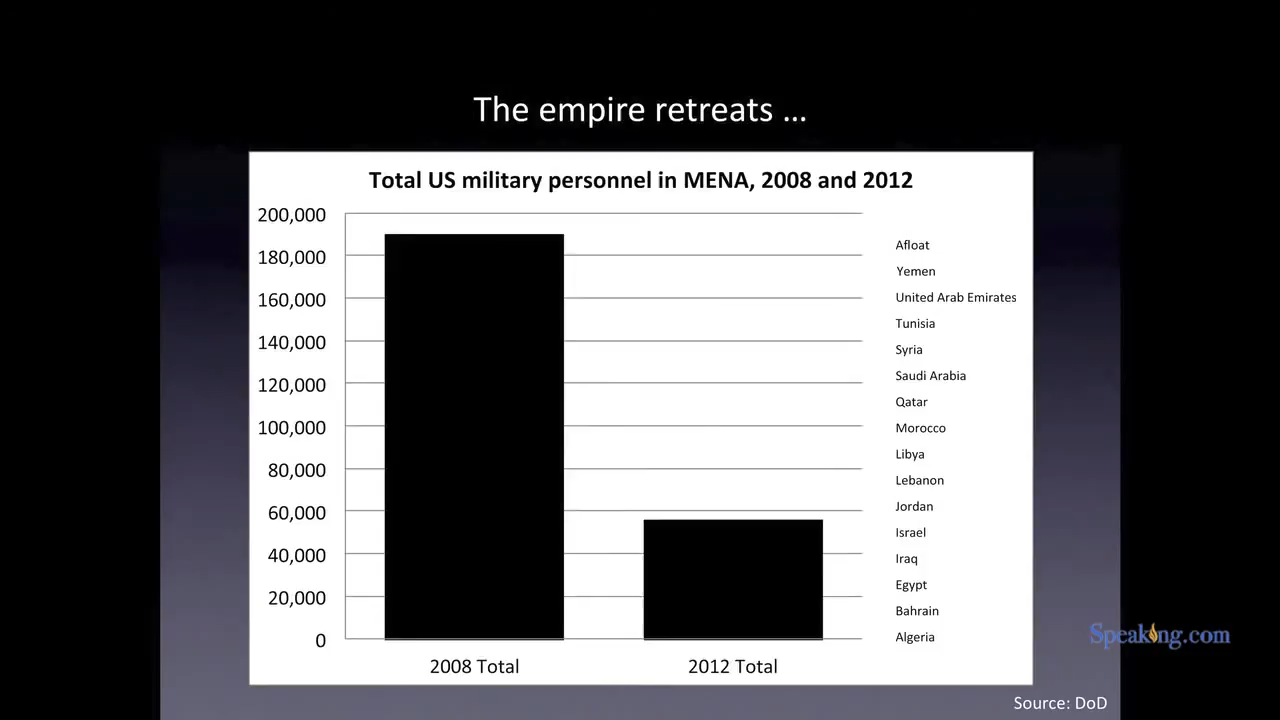 The empire retreats ...
Total US military personnel in MENA, 2008 and 2012
200,000
180,000
160,000
140,000
120,000
100,000
80,000
60,000
40,000
20,000
0
2008 Total
2012 Total
Afloat
Yemen
United Arab Emirates
Tunisia
Syria
Saudi Arabia
Qatar
Morocco
Libya
Lebanon
Jordan
Israel
Iraq
Egypt
Bahrain
Algeria
Speaking.com
Source: DoD